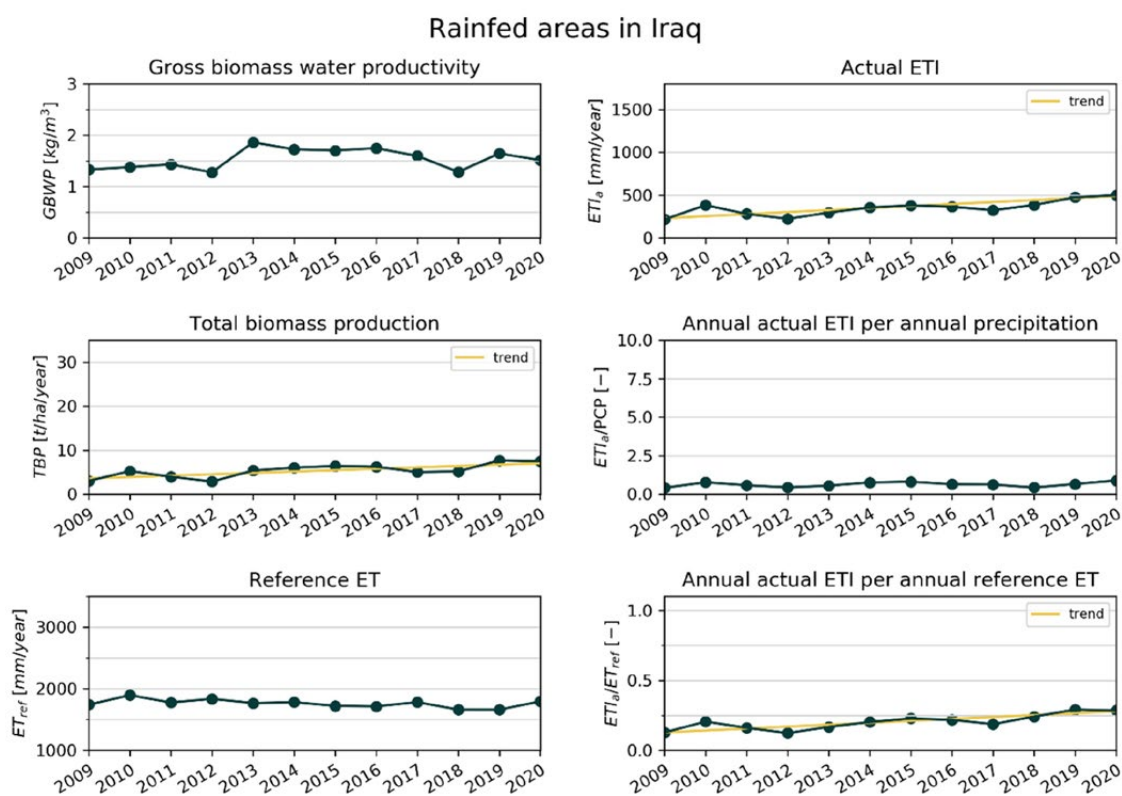 Rainfed areas in Iraq
Gross biomass water productivity
GBWP [kg/m³]
3
2
1
0
2009 2010 2011 2012 2013 2014 2015 2016 2017 2018 2019 2020
Actual ETI
ETIₐ [mm/year]
1500
1000
500
0
trend
2009 2010 2011 2012 2013 2014 2015 2016 2017 2018 2019 2020
Total biomass production
TBP [t/ha/year]
30
20
10
0
trend
2009 2010 2011 2012 2013 2014 2015 2016 2017 2018 2019 2020
Annual actual ETI per annual precipitation
ETIₐ/PCP [−]
10.0
7.5
5.0
2.5
0.0
2009 2010 2011 2012 2013 2014 2015 2016 2017 2018 2019 2020
Reference ET
ET_ref [mm/year]
3000
2000
1000
2009 2010 2011 2012 2013 2014 2015 2016 2017 2018 2019 2020
Annual actual ETI per annual reference ET
ETIₐ/ET_ref [−]
1.0
0.5
0.0
trend
2009 2010 2011 2012 2013 2014 2015 2016 2017 2018 2019 2020